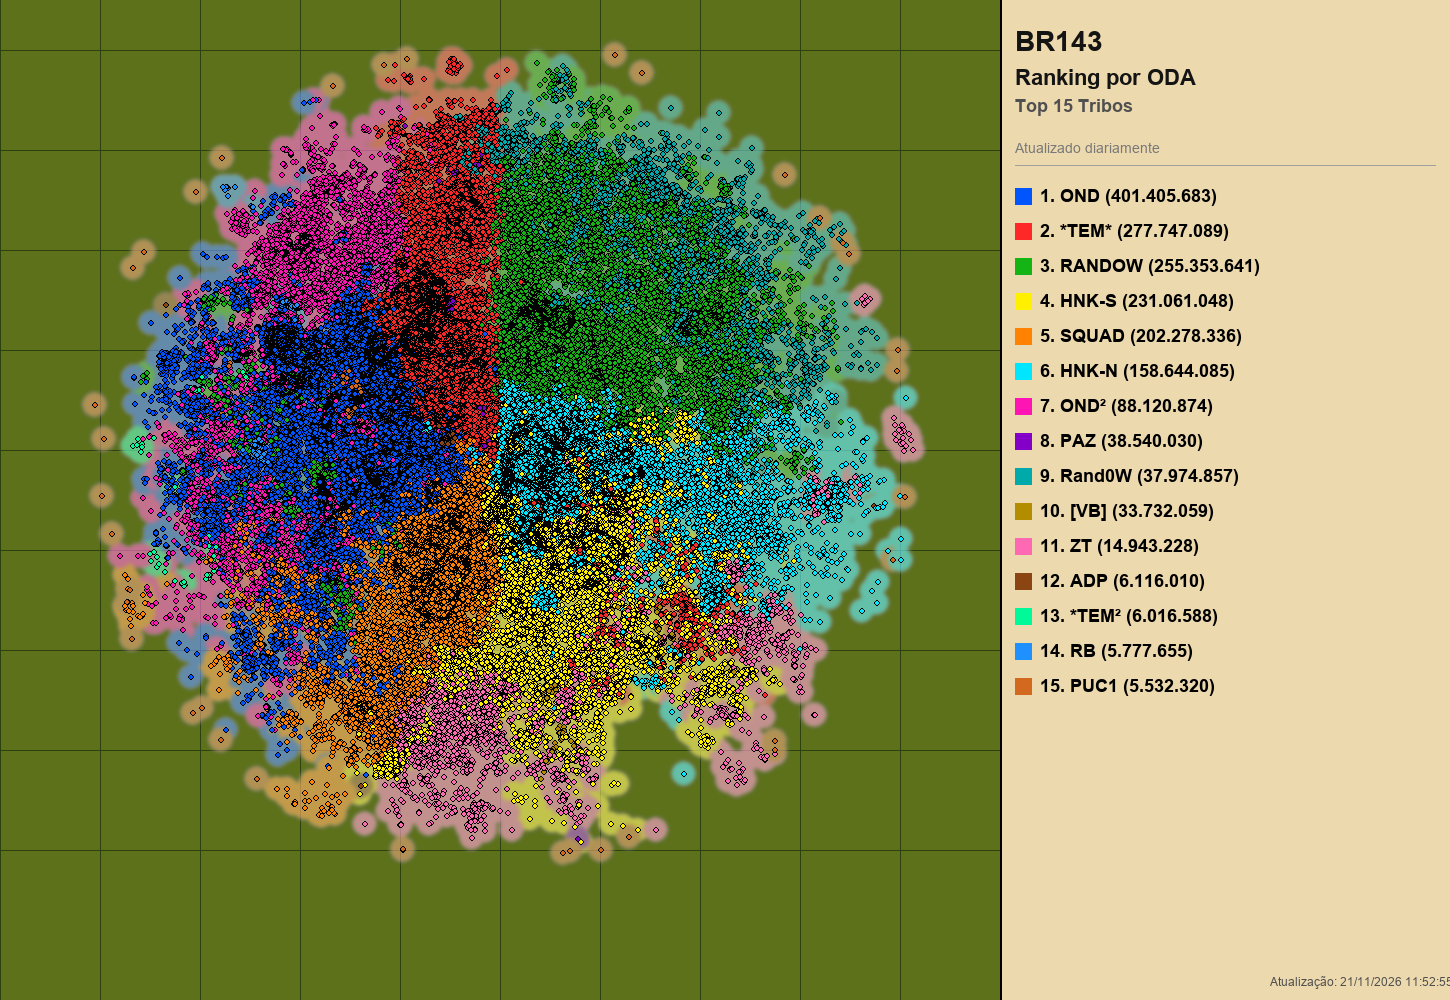 BR143
Ranking por ODA
Top 15 Tribos
Atualizado diariamente
1. OND (401.405.683)
2. *TEM* (277.747.089)
3. RANDOW (255.353.641)
4. HNK-S (231.061.048)
5. SQUAD (202.278.336)
6. HNK-N (158.644.085)
7. OND² (88.120.874)
8. PAZ (38.540.030)
9. Rand0W (37.974.857)
10. [VB] (33.732.059)
11. ZT (14.943.228)
12. ADP (6.116.010)
13. *TEM² (6.016.588)
14. RB (5.777.655)
15. PUC1 (5.532.320)
Atualização: 21/11/2026 11:52:55